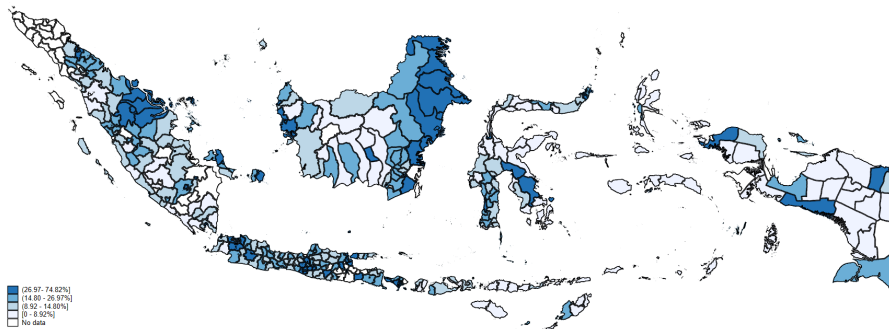 (26.97- 74.82%]
(14.80 - 26.97%]
(8.92 - 14.80%]
[0 - 8.92%]
No data